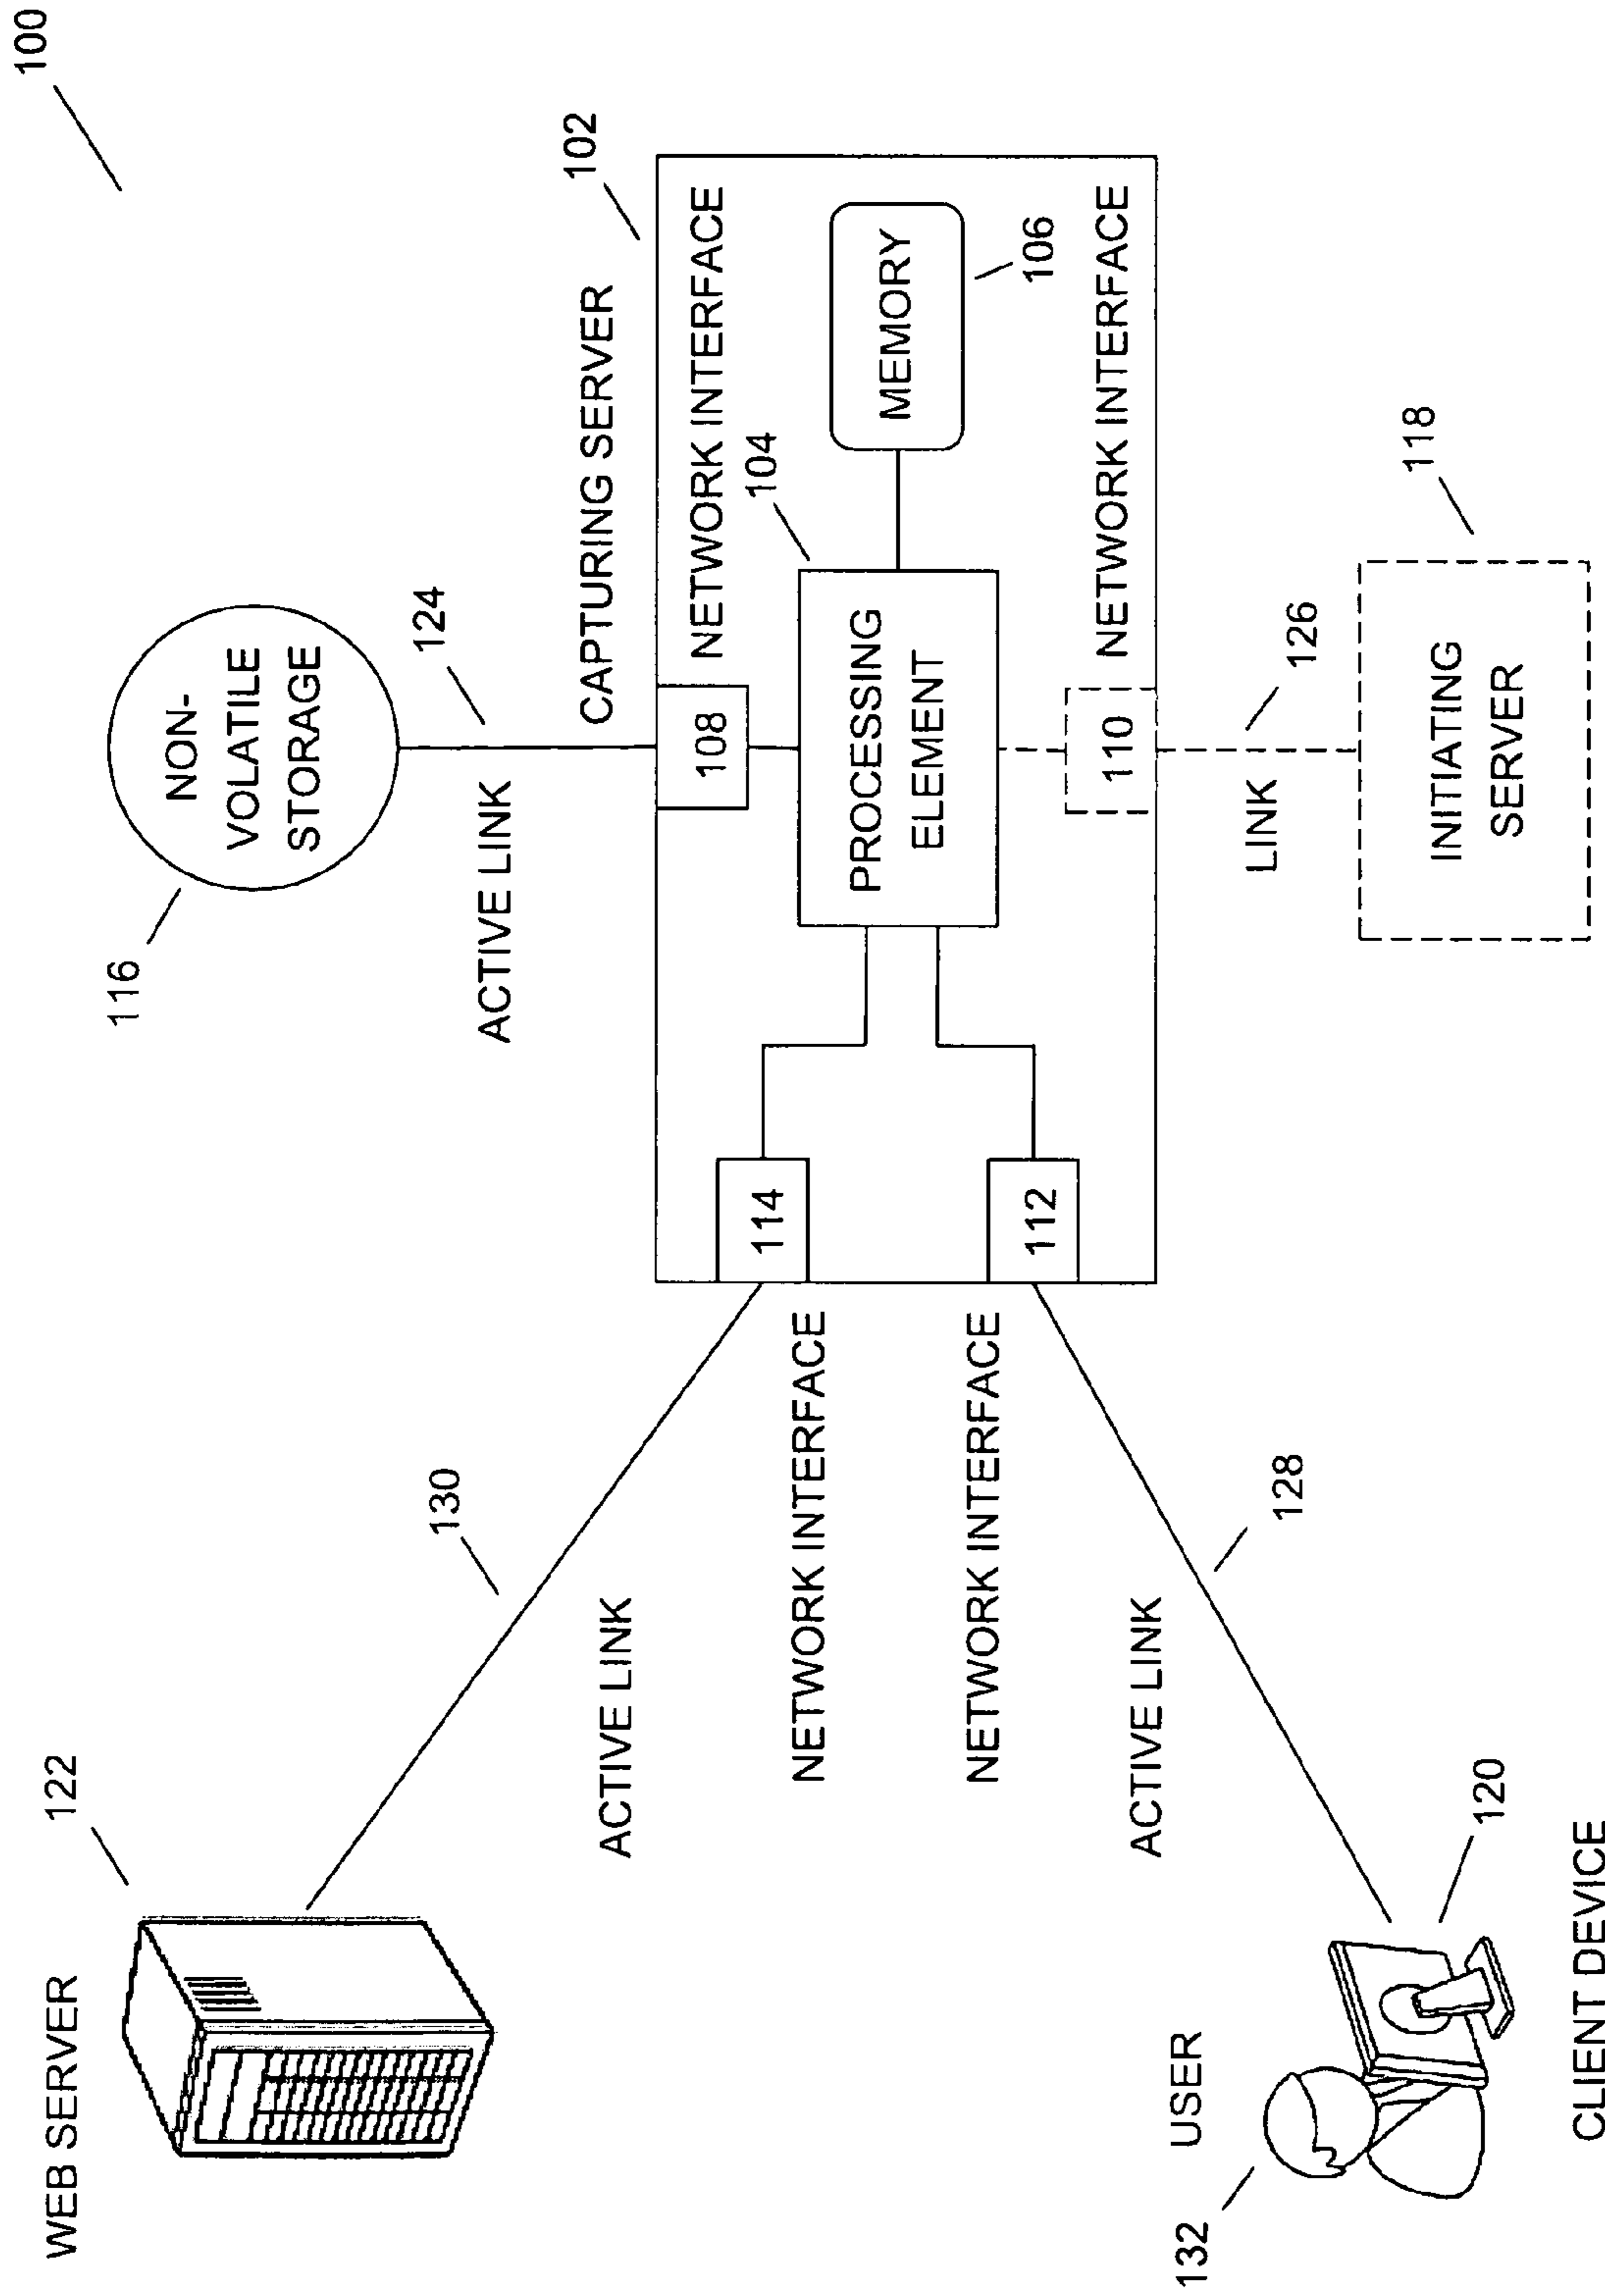 100
WEB SERVER
122
116
NON-
VOLATILE
STORAGE
130
124
ACTIVE LINK
ACTIVE LINK
CAPTURING SERVER
102
108
NETWORK INTERFACE
114
104
NETWORK INTERFACE
PROCESSING
ELEMENT
MEMORY
106
NETWORK INTERFACE
112
110
NETWORK INTERFACE
ACTIVE LINK
128
LINK
126
132
USER
120
CLIENT DEVICE
INITIATING
SERVER
118